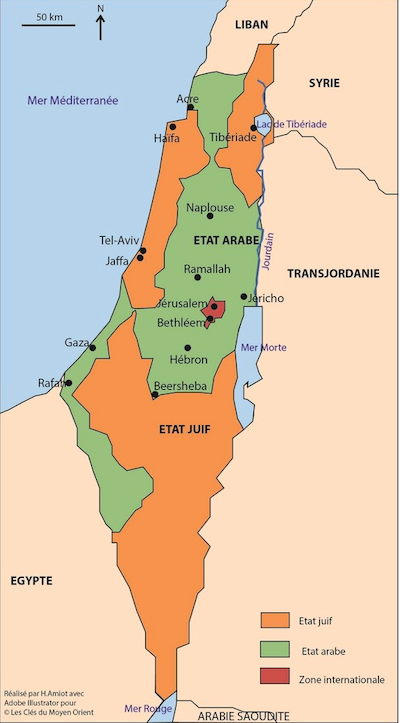 50 km
N
LIBAN
SYRIE
Mer Méditerranée
Acre
Haïfa
Tibériade
Lac de Tibériade
Naplouse
ETAT ARABE
Tel-Aviv
Jaffa
Jourdain
Ramallah
TRANSJORDANIE
Jérusalem
Jéricho
Bethléem
Gaza
Mer Morte
Hébron
Rafah
Beersheba
ETAT JUIF
EGYPTE
Etat juif
Etat arabe
Zone internationale
Réalisé par H.Amiot avec
Adobe Illustrator pour
© Les Clés du Moyen Orient
Mer Rouge
ARABIE SAOUDITE